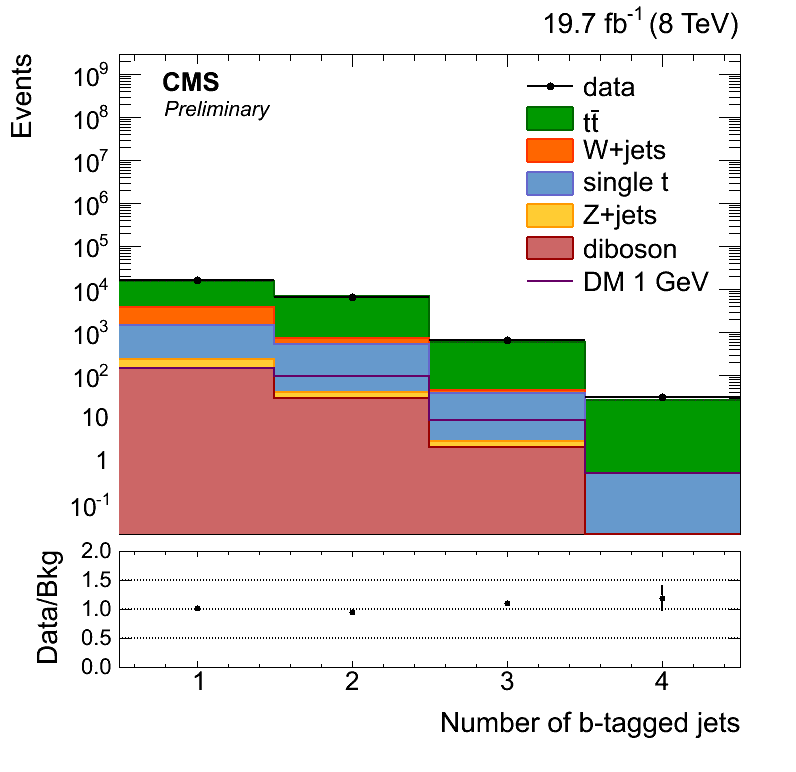 19.7 fb⁻¹ (8 TeV)
Events
CMS
Preliminary
data
tt̄
W+jets
single t
Z+jets
diboson
DM 1 GeV
10⁹
10⁸
10⁷
10⁶
10⁵
10⁴
10³
10²
10
1
10⁻¹
Data/Bkg
2.0
1.5
1.0
0.5
0.0
1 2 3 4
Number of b-tagged jets